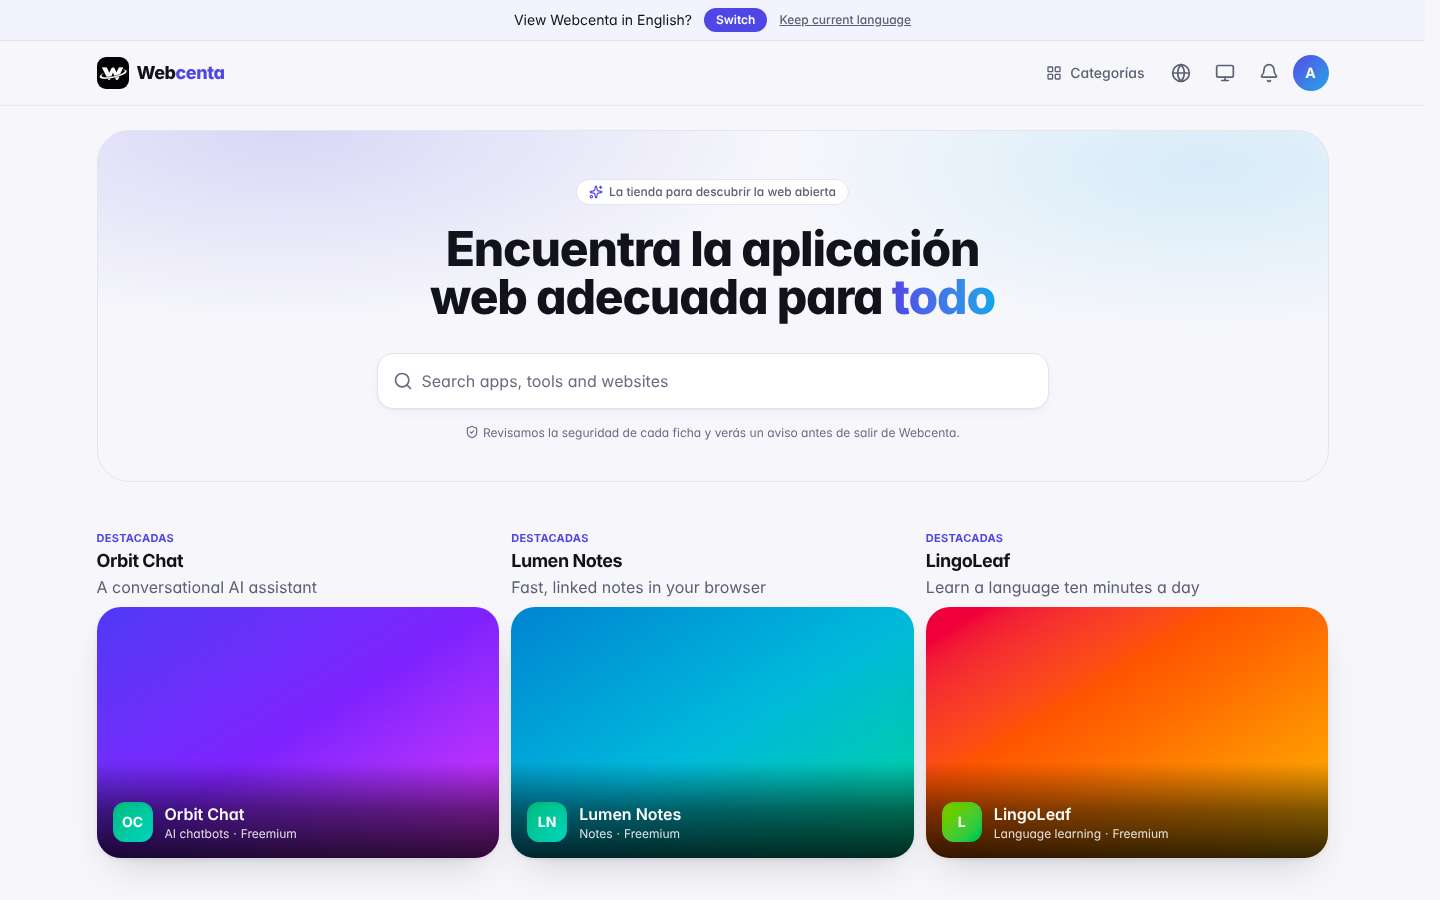 View Webcenta in English? Switch Keep current language
Webcenta Categorías A
La tienda para descubrir la web abierta
Encuentra la aplicación
web adecuada para todo
Search apps, tools and websites
Revisamos la seguridad de cada ficha y verás un aviso antes de salir de Webcenta.
DESTACADAS
Orbit Chat
A conversational AI assistant
OC
Orbit Chat
AI chatbots · Freemium
DESTACADAS
Lumen Notes
Fast, linked notes in your browser
LN
Lumen Notes
Notes · Freemium
DESTACADAS
LingoLeaf
Learn a language ten minutes a day
L
LingoLeaf
Language learning · Freemium